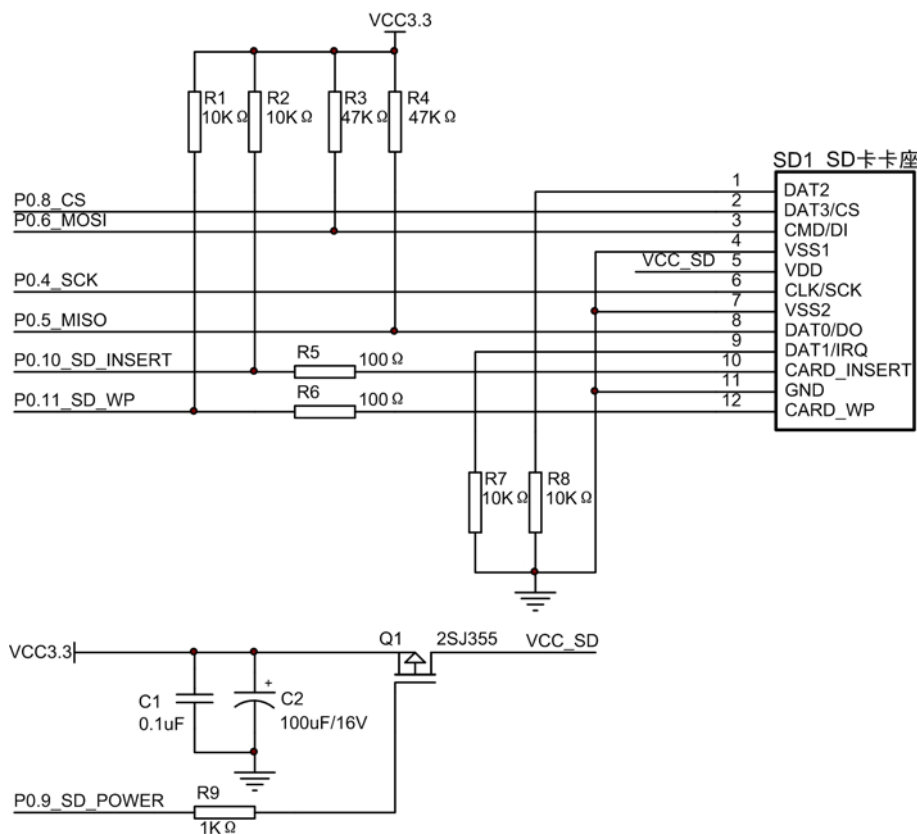 VCC3.3
R1 R2 R3 R4
10KΩ 10KΩ 47KΩ 47KΩ
SD1 SD卡卡座
1 DAT2
P0.8_CS 2 DAT3/CS
P0.6_MOSI 3 CMD/DI
4 VSS1
VCC_SD 5 VDD
P0.4_SCK 6 CLK/SCK
7 VSS2
P0.5_MISO 8 DAT0/DO
9 DAT1/IRQ
P0.10_SD_INSERT R5 100Ω 10 CARD_INSERT
11 GND
P0.11_SD_WP R6 100Ω 12 CARD_WP
R7 R8
10KΩ 10KΩ
VCC3.3 Q1 2SJ355 VCC_SD
C1 + C2
0.1uF 100uF/16V
P0.9_SD_POWER R9
1KΩ